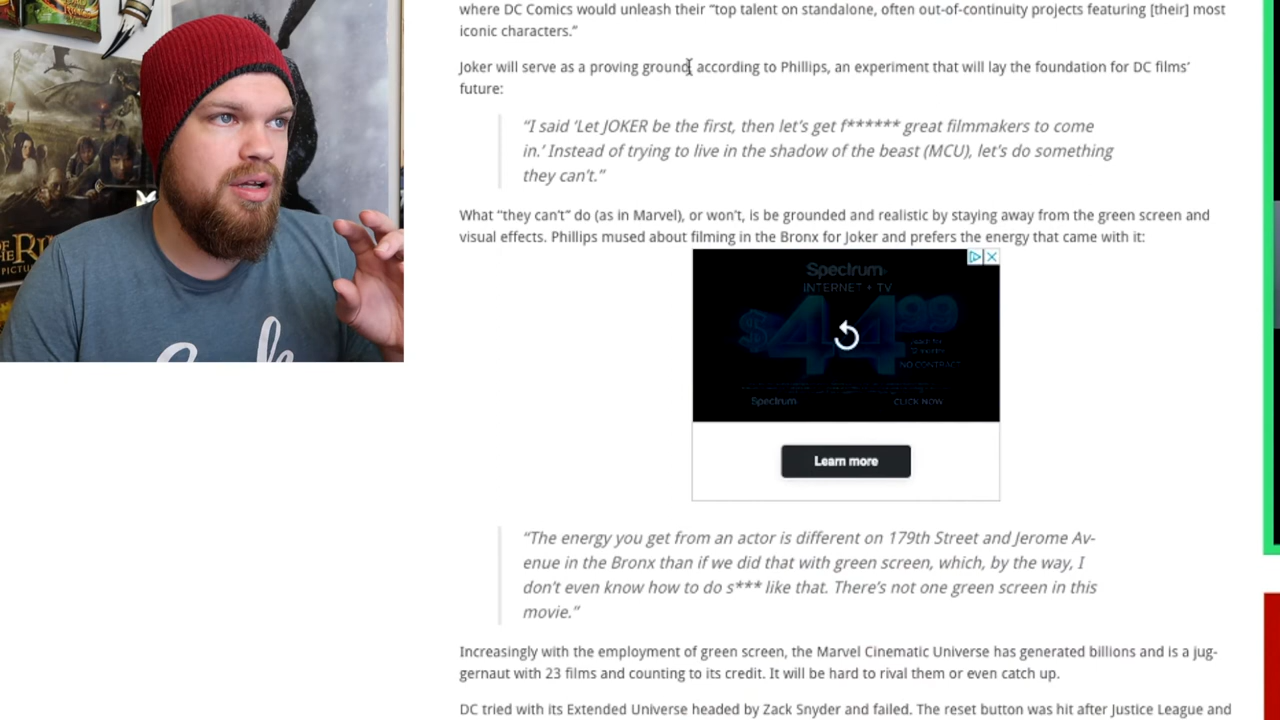 where DC Comics would unleash their “top talent on standalone, often out-of-continuity projects featuring [their] most
iconic characters.”
Joker will serve as a proving ground, according to Phillips, an experiment that will lay the foundation for DC films’
future:
“I said ‘Let JOKER be the first, then let’s get f****** great filmmakers to come
in.’ Instead of trying to live in the shadow of the beast (MCU), let’s do something
they can’t.”
What “they can’t” do (as in Marvel), or won’t, is be grounded and realistic by staying away from the green screen and
visual effects. Phillips mused about filming in the Bronx for Joker and prefers the energy that came with it:
Spectrum
INTERNET + TV
$4499
NO CONTRACT
Spectrum
CLICK NOW
Learn more
“The energy you get from an actor is different on 179th Street and Jerome Av-
enue in the Bronx than if we did that with green screen, which, by the way, I
don’t even know how to do s*** like that. There’s not one green screen in this
movie.”
Increasingly with the employment of green screen, the Marvel Cinematic Universe has generated billions and is a jug-
gernaut with 23 films and counting to its credit. It will be hard to rival them or even catch up.
DC tried with its Extended Universe headed by Zack Snyder and failed. The reset button was hit after Justice League and